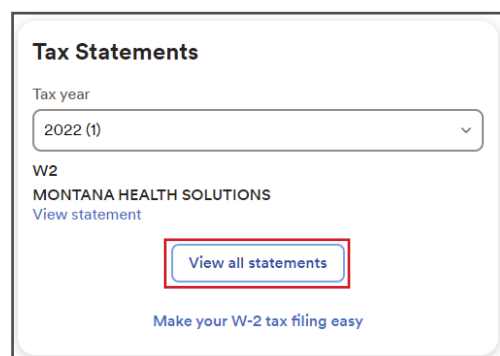 Tax Statements
Tax year
2022 (1)
W2
MONTANA HEALTH SOLUTIONS
View statement
View all statements
Make your W-2 tax filing easy